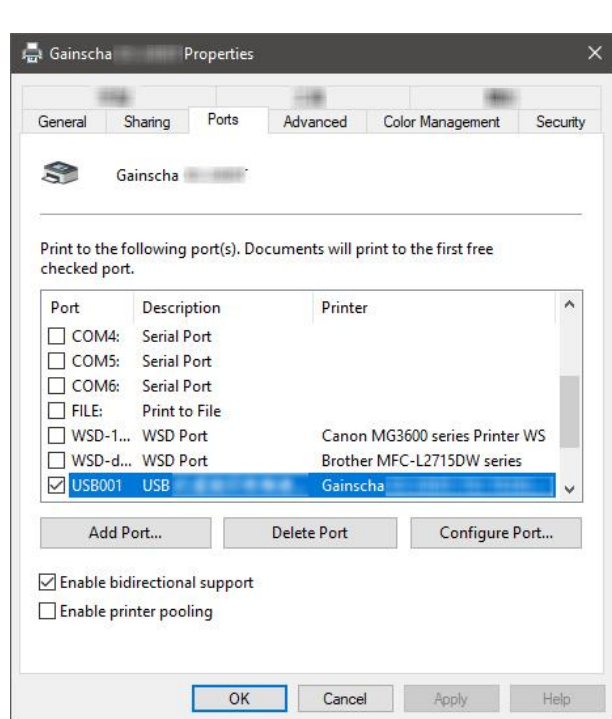 Gainscha Properties
General Sharing Ports Advanced Color Management Security
Gainscha
Print to the following port(s). Documents will print to the first free
checked port.
Port Description Printer
COM4: Serial Port
COM5: Serial Port
COM6: Serial Port
FILE: Print to File
WSD-1... WSD Port Canon MG3600 series Printer WS
WSD-d... WSD Port Brother MFC-L2715DW series
USB001 USB Gainscha
Add Port... Delete Port Configure Port...
Enable bidirectional support
Enable printer pooling
OK Cancel Apply Help